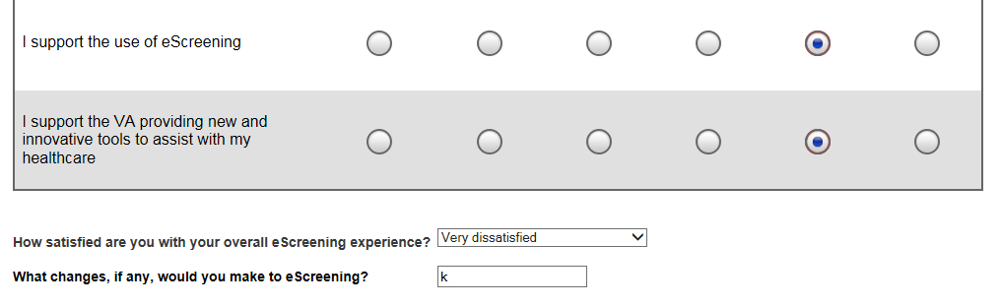 I support the use of eScreening
I support the VA providing new and
innovative tools to assist with my
healthcare
How satisfied are you with your overall eScreening experience? Very dissatisfied
What changes, if any, would you make to eScreening? k